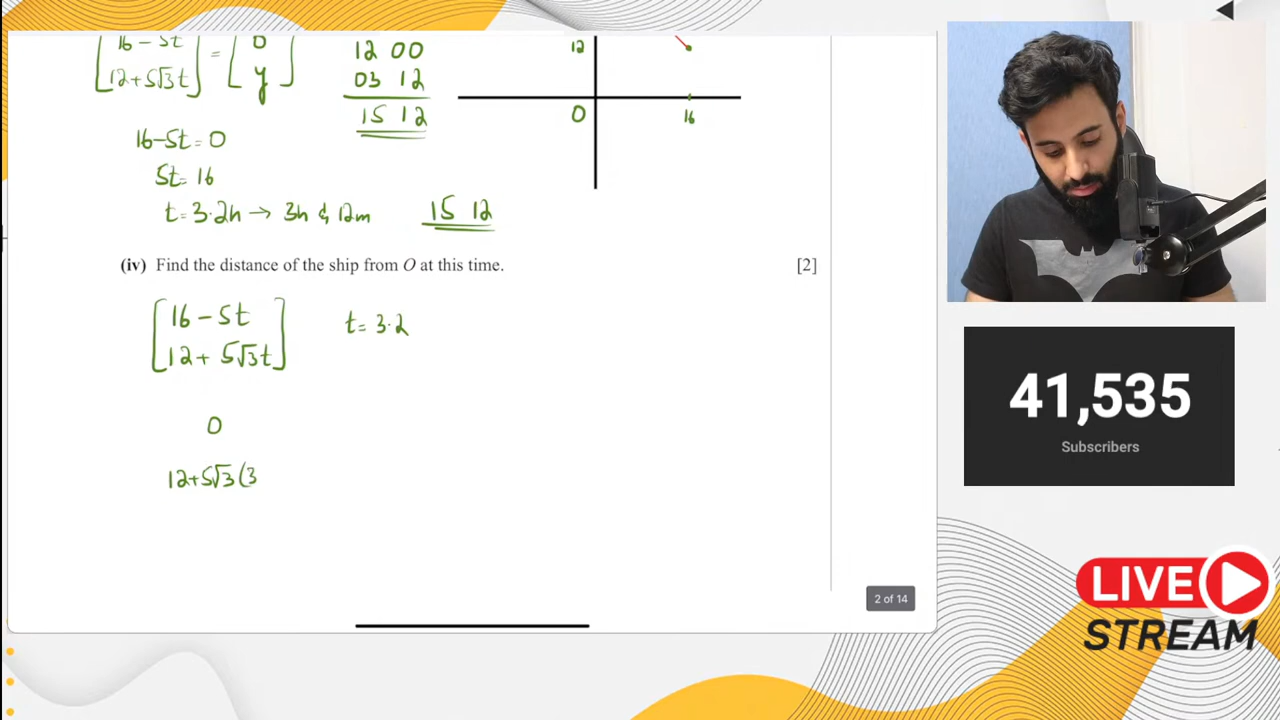 16 - 5t
12+5√3t
=
0
y
12 00
03 12
15 12
16-5t = 0
5t = 16
t = 3·2h → 3h & 12m
15 12
12
0
16
(iv) Find the distance of the ship from O at this time. [2]
16 - 5t
12 + 5√3t
t = 3·2
0
12+5√3(3
2 of 14
41,535
Subscribers
LIVE
STREAM